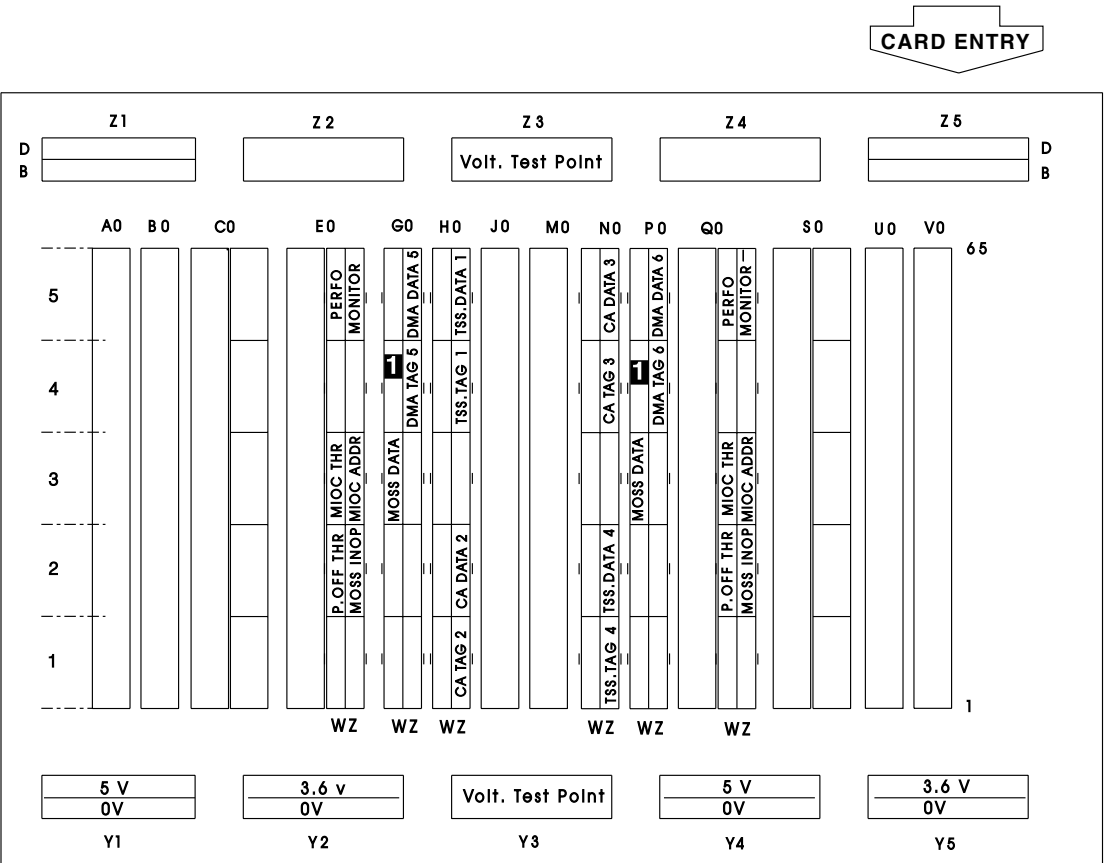 CARD ENTRY
Z1 Z2 Z3 Z4 Z5
D Volt. Test Point D
B B
A0 B0 C0 E0 G0 H0 J0 M0 N0 P0 Q0 S0 U0 V0
65
5
PERFO
MONITOR
DMA DATA 5
TSS.DATA 1
CA DATA 3
DMA DATA 6
PERFO
MONITOR
4
1
DMA TAG 5
TSS.TAG 1
CA TAG 3
1
DMA TAG 6
3
MIOC THR
MIOC ADDR
MOSS DATA
MOSS DATA
MIOC THR
MIOC ADDR
2
P.OFF THR
MOSS INOP
CA DATA 2
TSS.DATA 4
P.OFF THR
MOSS INOP
1
CA TAG 2
TSS.TAG 4
1
WZ WZ WZ WZ WZ WZ
5 V 3.6 v Volt. Test Point 5 V 3.6 V
0V 0V 0V 0V
Y1 Y2 Y3 Y4 Y5